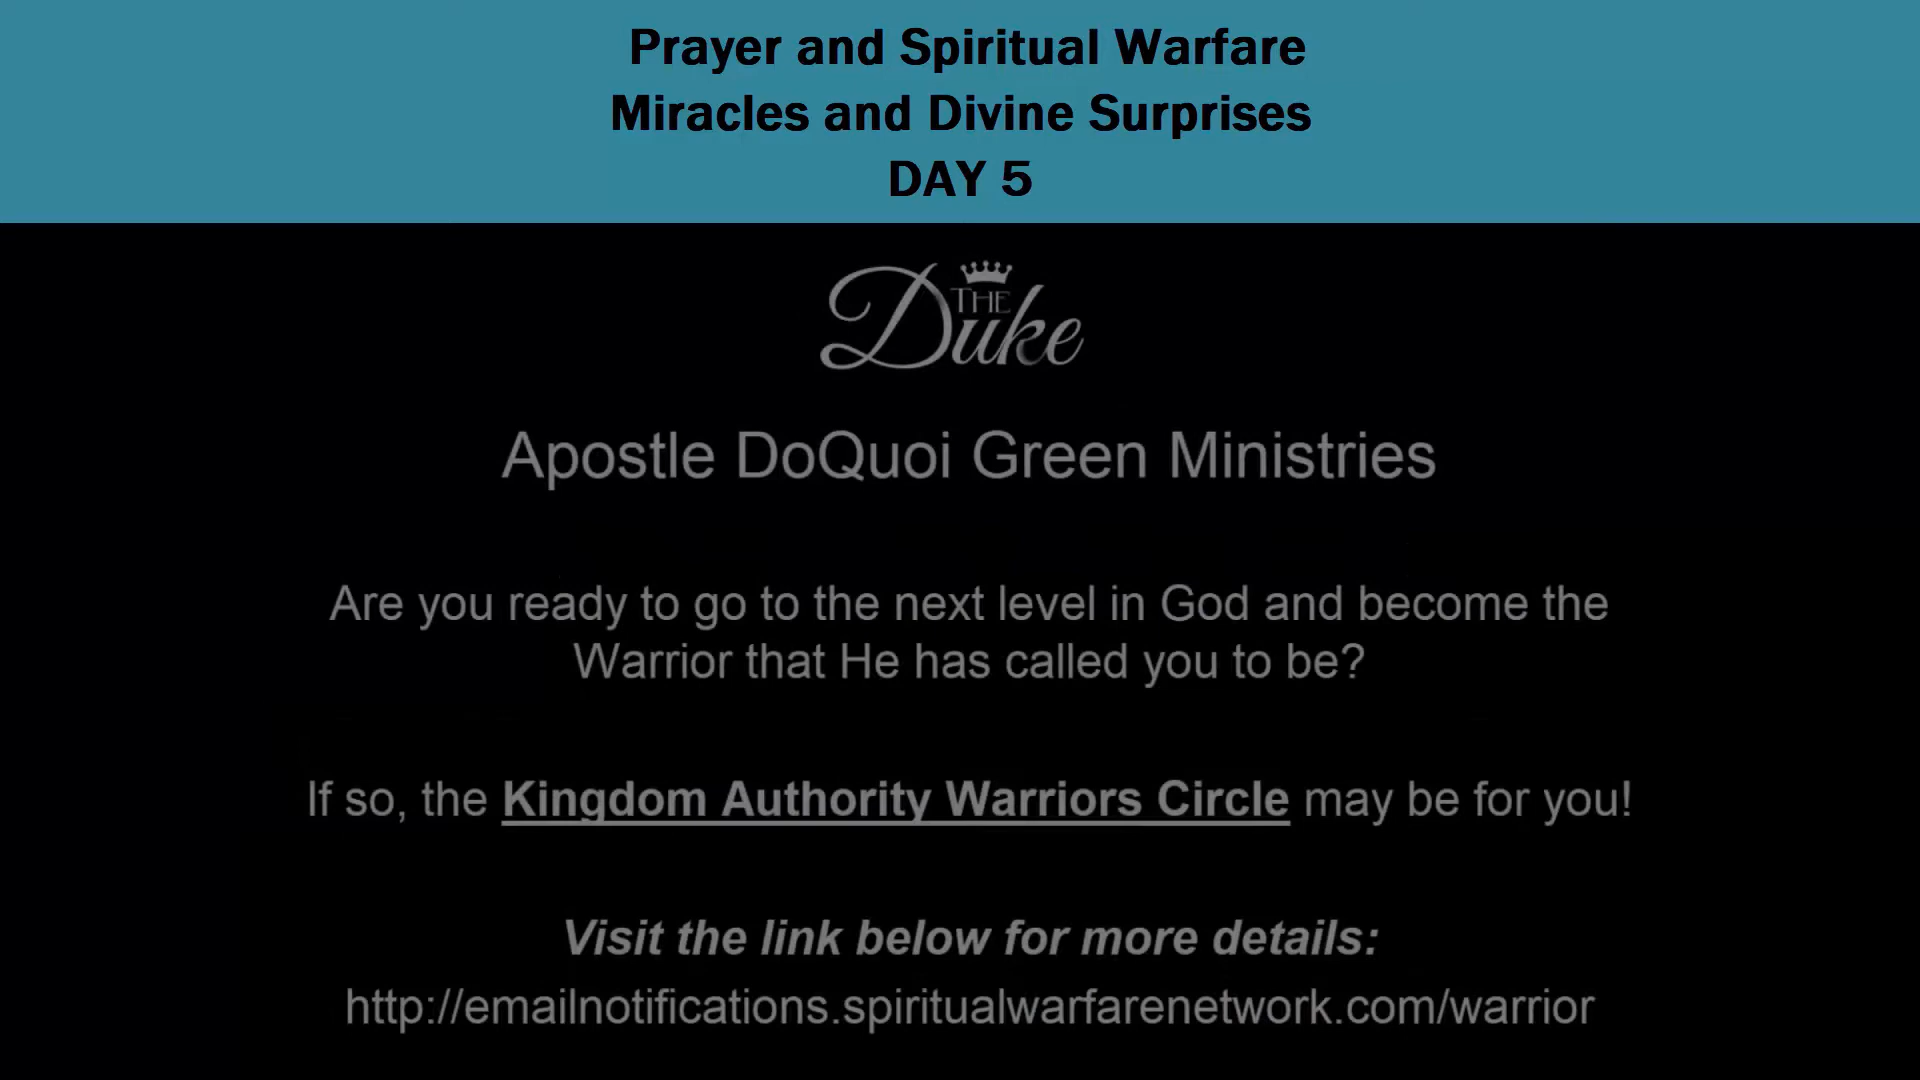 Prayer and Spiritual Warfare
Miracles and Divine Surprises
DAY 5
THE
Duke
Apostle DoQuoi Green Ministries
Are you ready to go to the next level in God and become the
Warrior that He has called you to be?
If so, the Kingdom Authority Warriors Circle may be for you!
Visit the link below for more details:
http://emailnotifications.spiritualwarfarenetwork.com/warrior